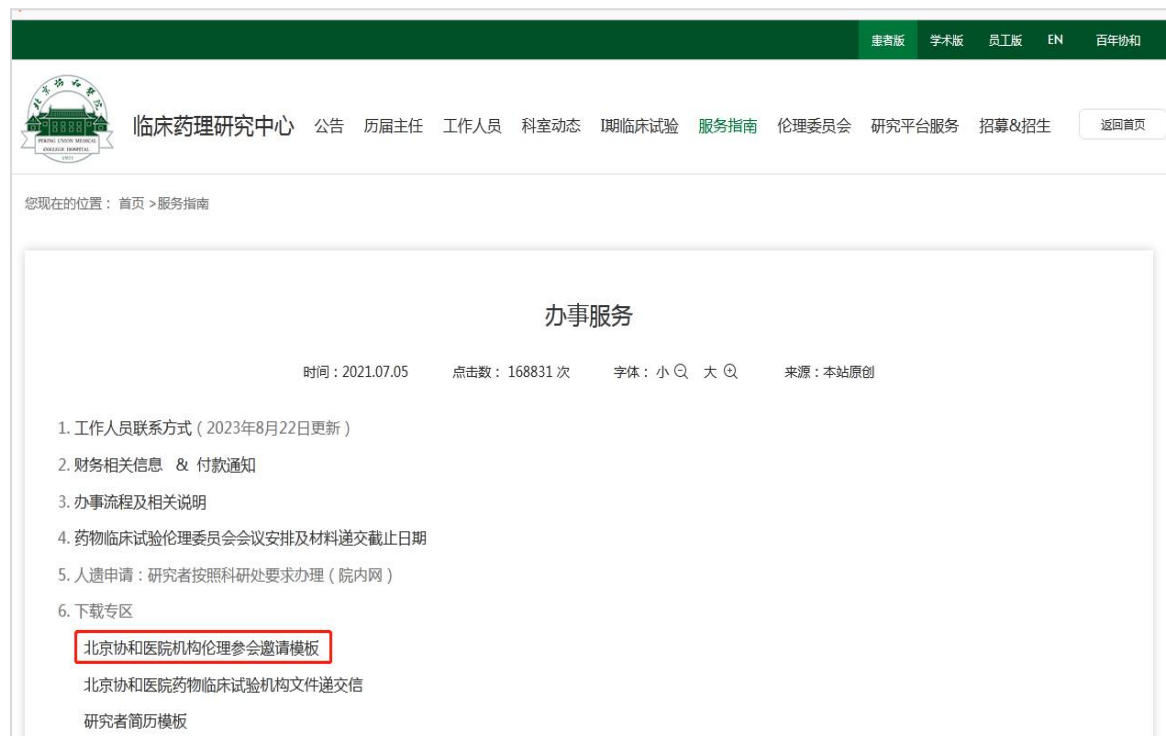 患者版 学术版 员工版 EN 百年协和
北京协和医院
PEKING UNION MEDICAL
COLLEGE HOSPITAL
1921
临床药理研究中心 公告 历届主任 工作人员 科室动态 I期临床试验 服务指南 伦理委员会 研究平台服务 招募&招生 返回首页
您现在的位置： 首页 >服务指南
办事服务
时间：2021.07.05 点击数： 168831 次 字体： 小 大 来源：本站原创
1. 工作人员联系方式（2023年8月22日更新）
2. 财务相关信息 & 付款通知
3. 办事流程及相关说明
4. 药物临床试验伦理委员会会议安排及材料递交截止日期
5. 人遗申请：研究者按照科研处要求办理（院内网）
6. 下载专区
北京协和医院机构伦理参会邀请模板
北京协和医院药物临床试验机构文件递交信
研究者简历模板